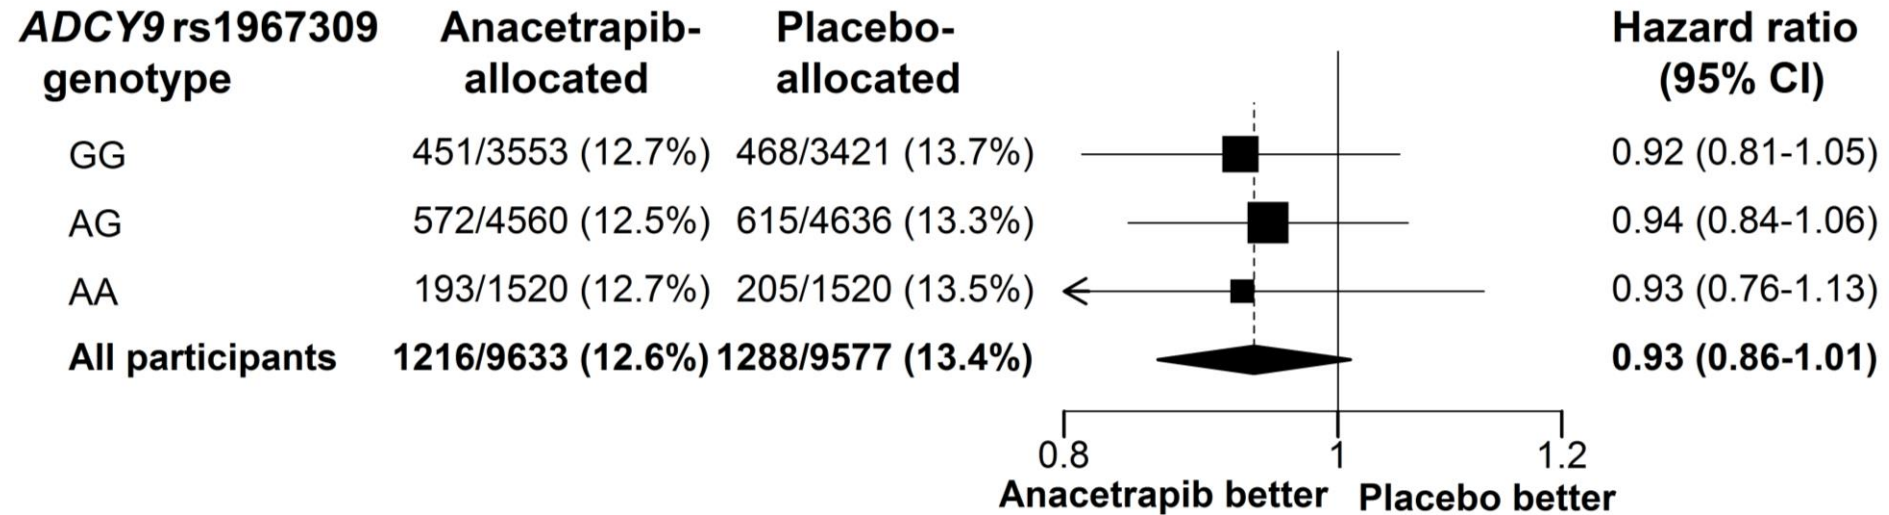 ADCY9 rs1967309 genotype Anacetrapib-allocated Placebo-allocated Hazard ratio (95% CI)
GG 451/3553 (12.7%) 468/3421 (13.7%) 0.92 (0.81-1.05)
AG 572/4560 (12.5%) 615/4636 (13.3%) 0.94 (0.84-1.06)
AA 193/1520 (12.7%) 205/1520 (13.5%) 0.93 (0.76-1.13)
All participants 1216/9633 (12.6%) 1288/9577 (13.4%) 0.93 (0.86-1.01)
0.8 1 1.2
Anacetrapib better Placebo better